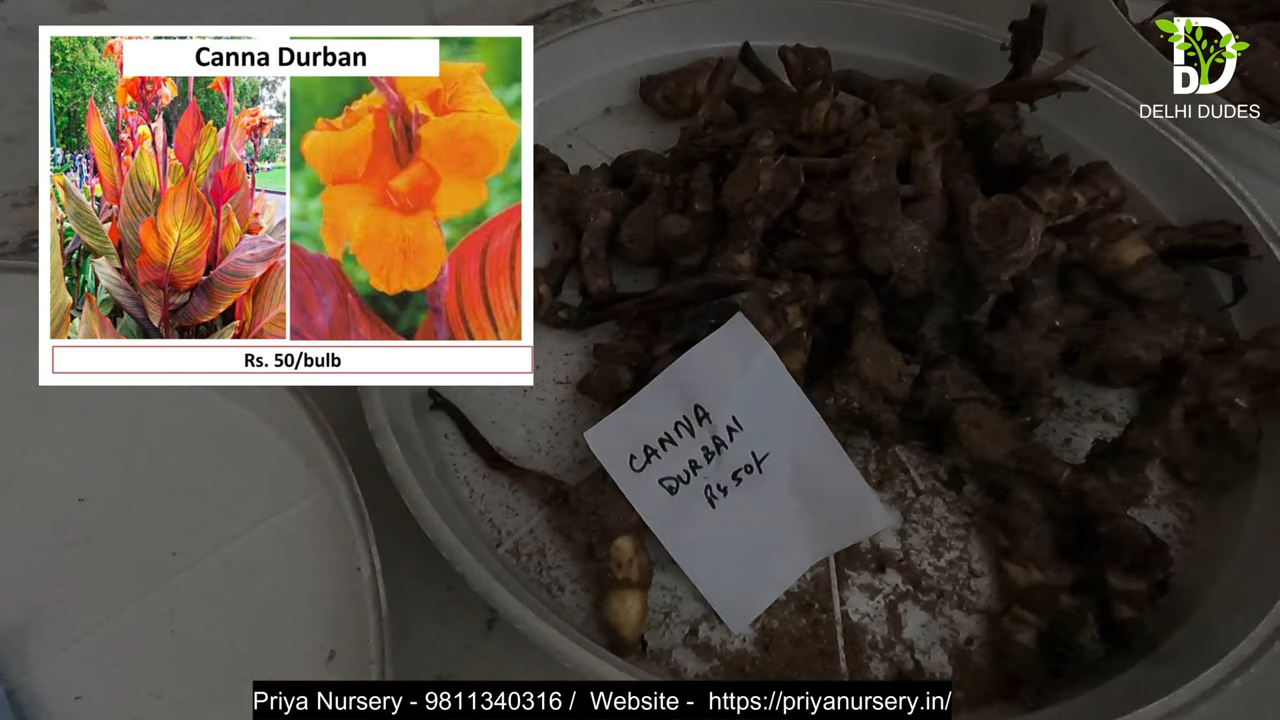 Canna Durban
Rs. 50/bulb
D
D
DELHI DUDES
CANNA
DURBAN
Rs 50/-
Priya Nursery - 9811340316 / Website - https://priyanursery.in/